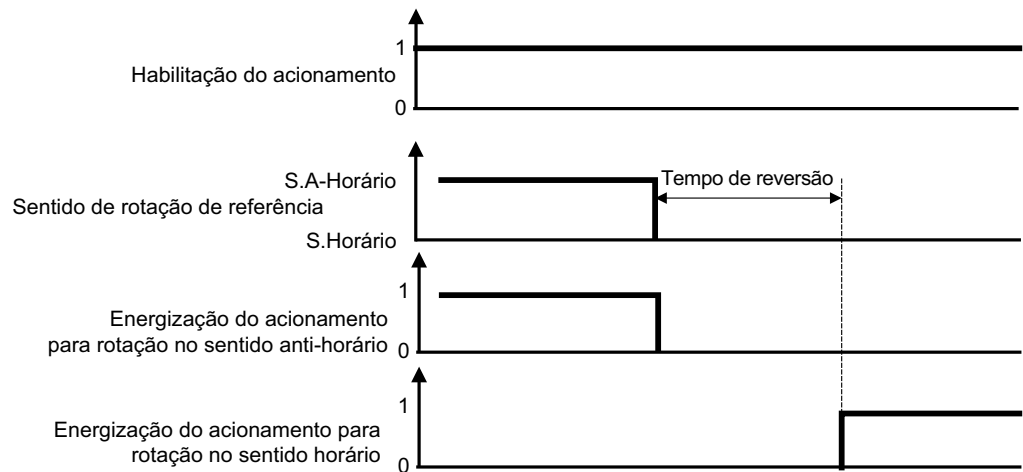 1
Habilitação do acionamento
0
S.A-Horário
Tempo de reversão
Sentido de rotação de referência
S.Horário
1
Energização do acionamento
para rotação no sentido anti-horário
0
1
Energização do acionamento para
rotação no sentido horário
0